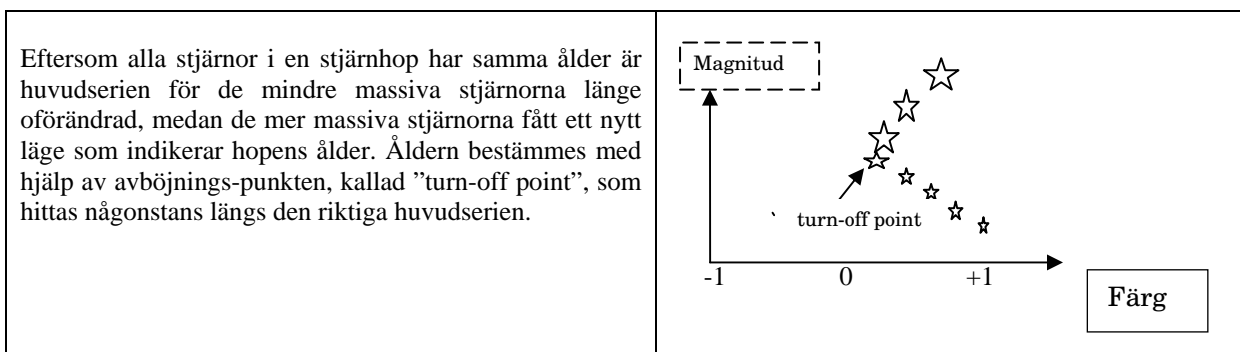 Eftersom alla stjärnor i en stjärnhop har samma ålder är
huvudserien för de mindre massiva stjärnorna länge
oförändrad, medan de mer massiva stjärnorna fått ett nytt
läge som indikerar hopens ålder. Åldern bestämmes med
hjälp av avböjnings-punkten, kallad ”turn-off point”, som
hittas någonstans längs den riktiga huvudserien.
Magnitud
turn-off point
-1 0 +1
Färg